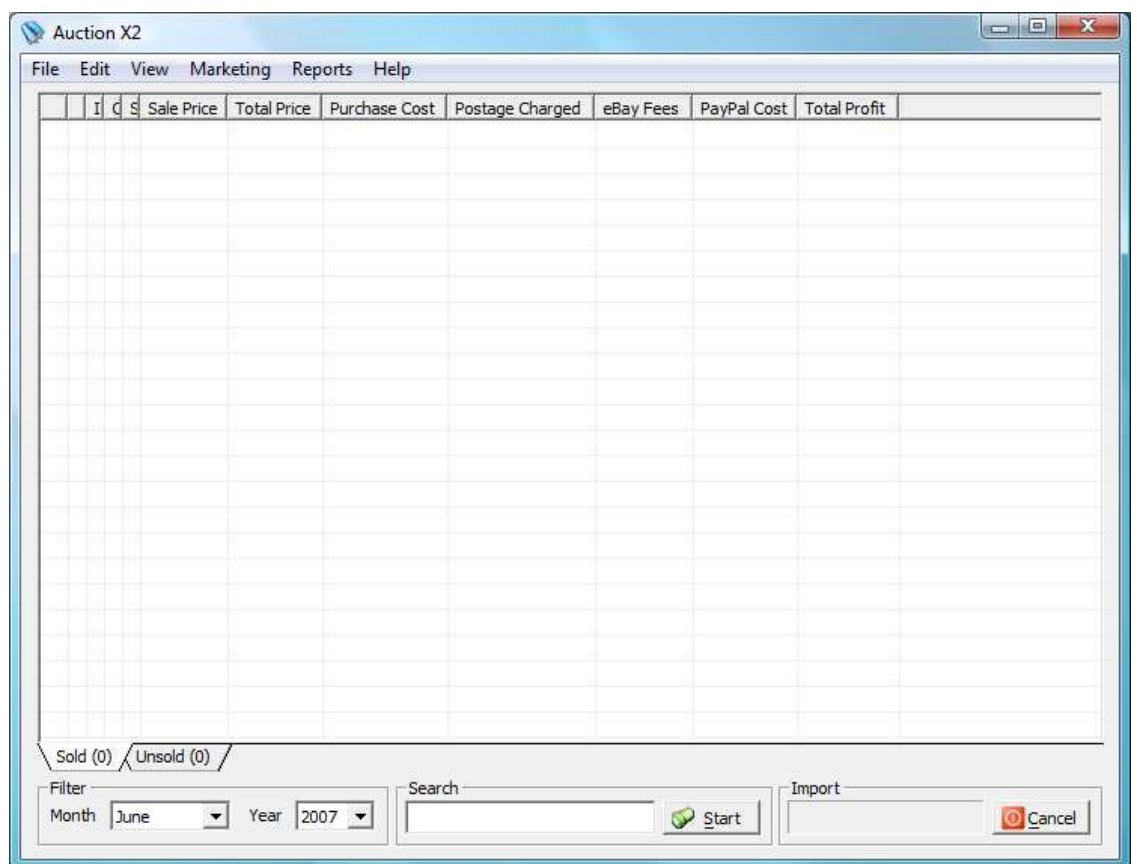 Auction X2
File Edit View Marketing Reports Help
I C S Sale Price Total Price Purchase Cost Postage Charged eBay Fees PayPal Cost Total Profit
Sold (0) Unsold (0)
Filter Search Import
Month June Year 2007 Start Cancel